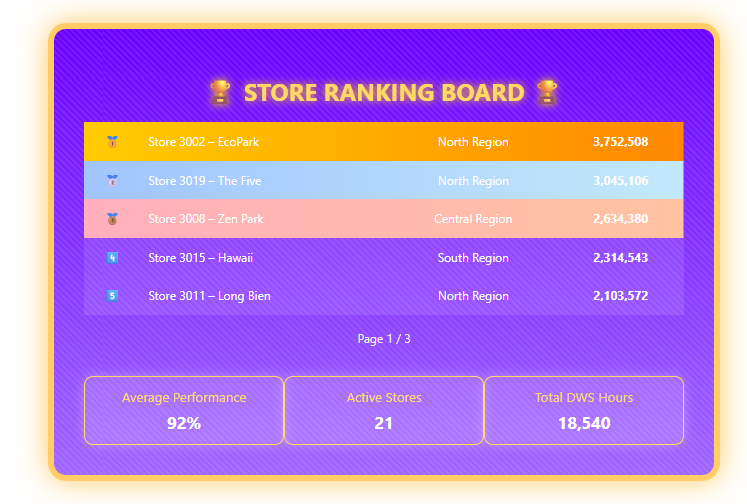 🏆 STORE RANKING BOARD 🏆
🥇 Store 3002 – EcoPark North Region 3,752,508
🥈 Store 3019 – The Five North Region 3,045,106
🥉 Store 3008 – Zen Park Central Region 2,634,380
4️⃣ Store 3015 – Hawaii South Region 2,314,543
5️⃣ Store 3011 – Long Bien North Region 2,103,572
Page 1 / 3
Average Performance Active Stores Total DWS Hours
92% 21 18,540